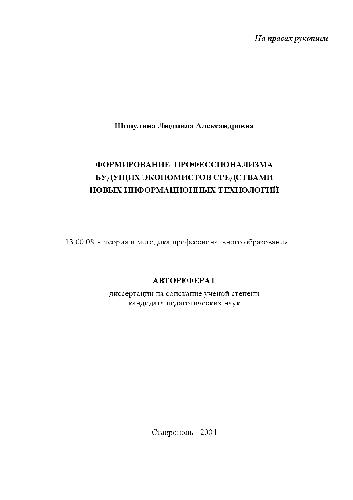 На правах рукописи
Шипулина Людмила Александровна
ФОРМИРОВАНИЕ ПРОФЕССИОНАЛИЗМА
БУДУЩИХ ЭКОНОМИСТОВ СРЕДСТВАМИ
НОВЫХ ИНФОРМАЦИОННЫХ ТЕХНОЛОГИЙ
13.00.08 - теория и методика профессионального образования
АВТОРЕФЕРАТ
диссертации на соискание ученой степени
кандидата педагогических наук
Ставрополь - 2004